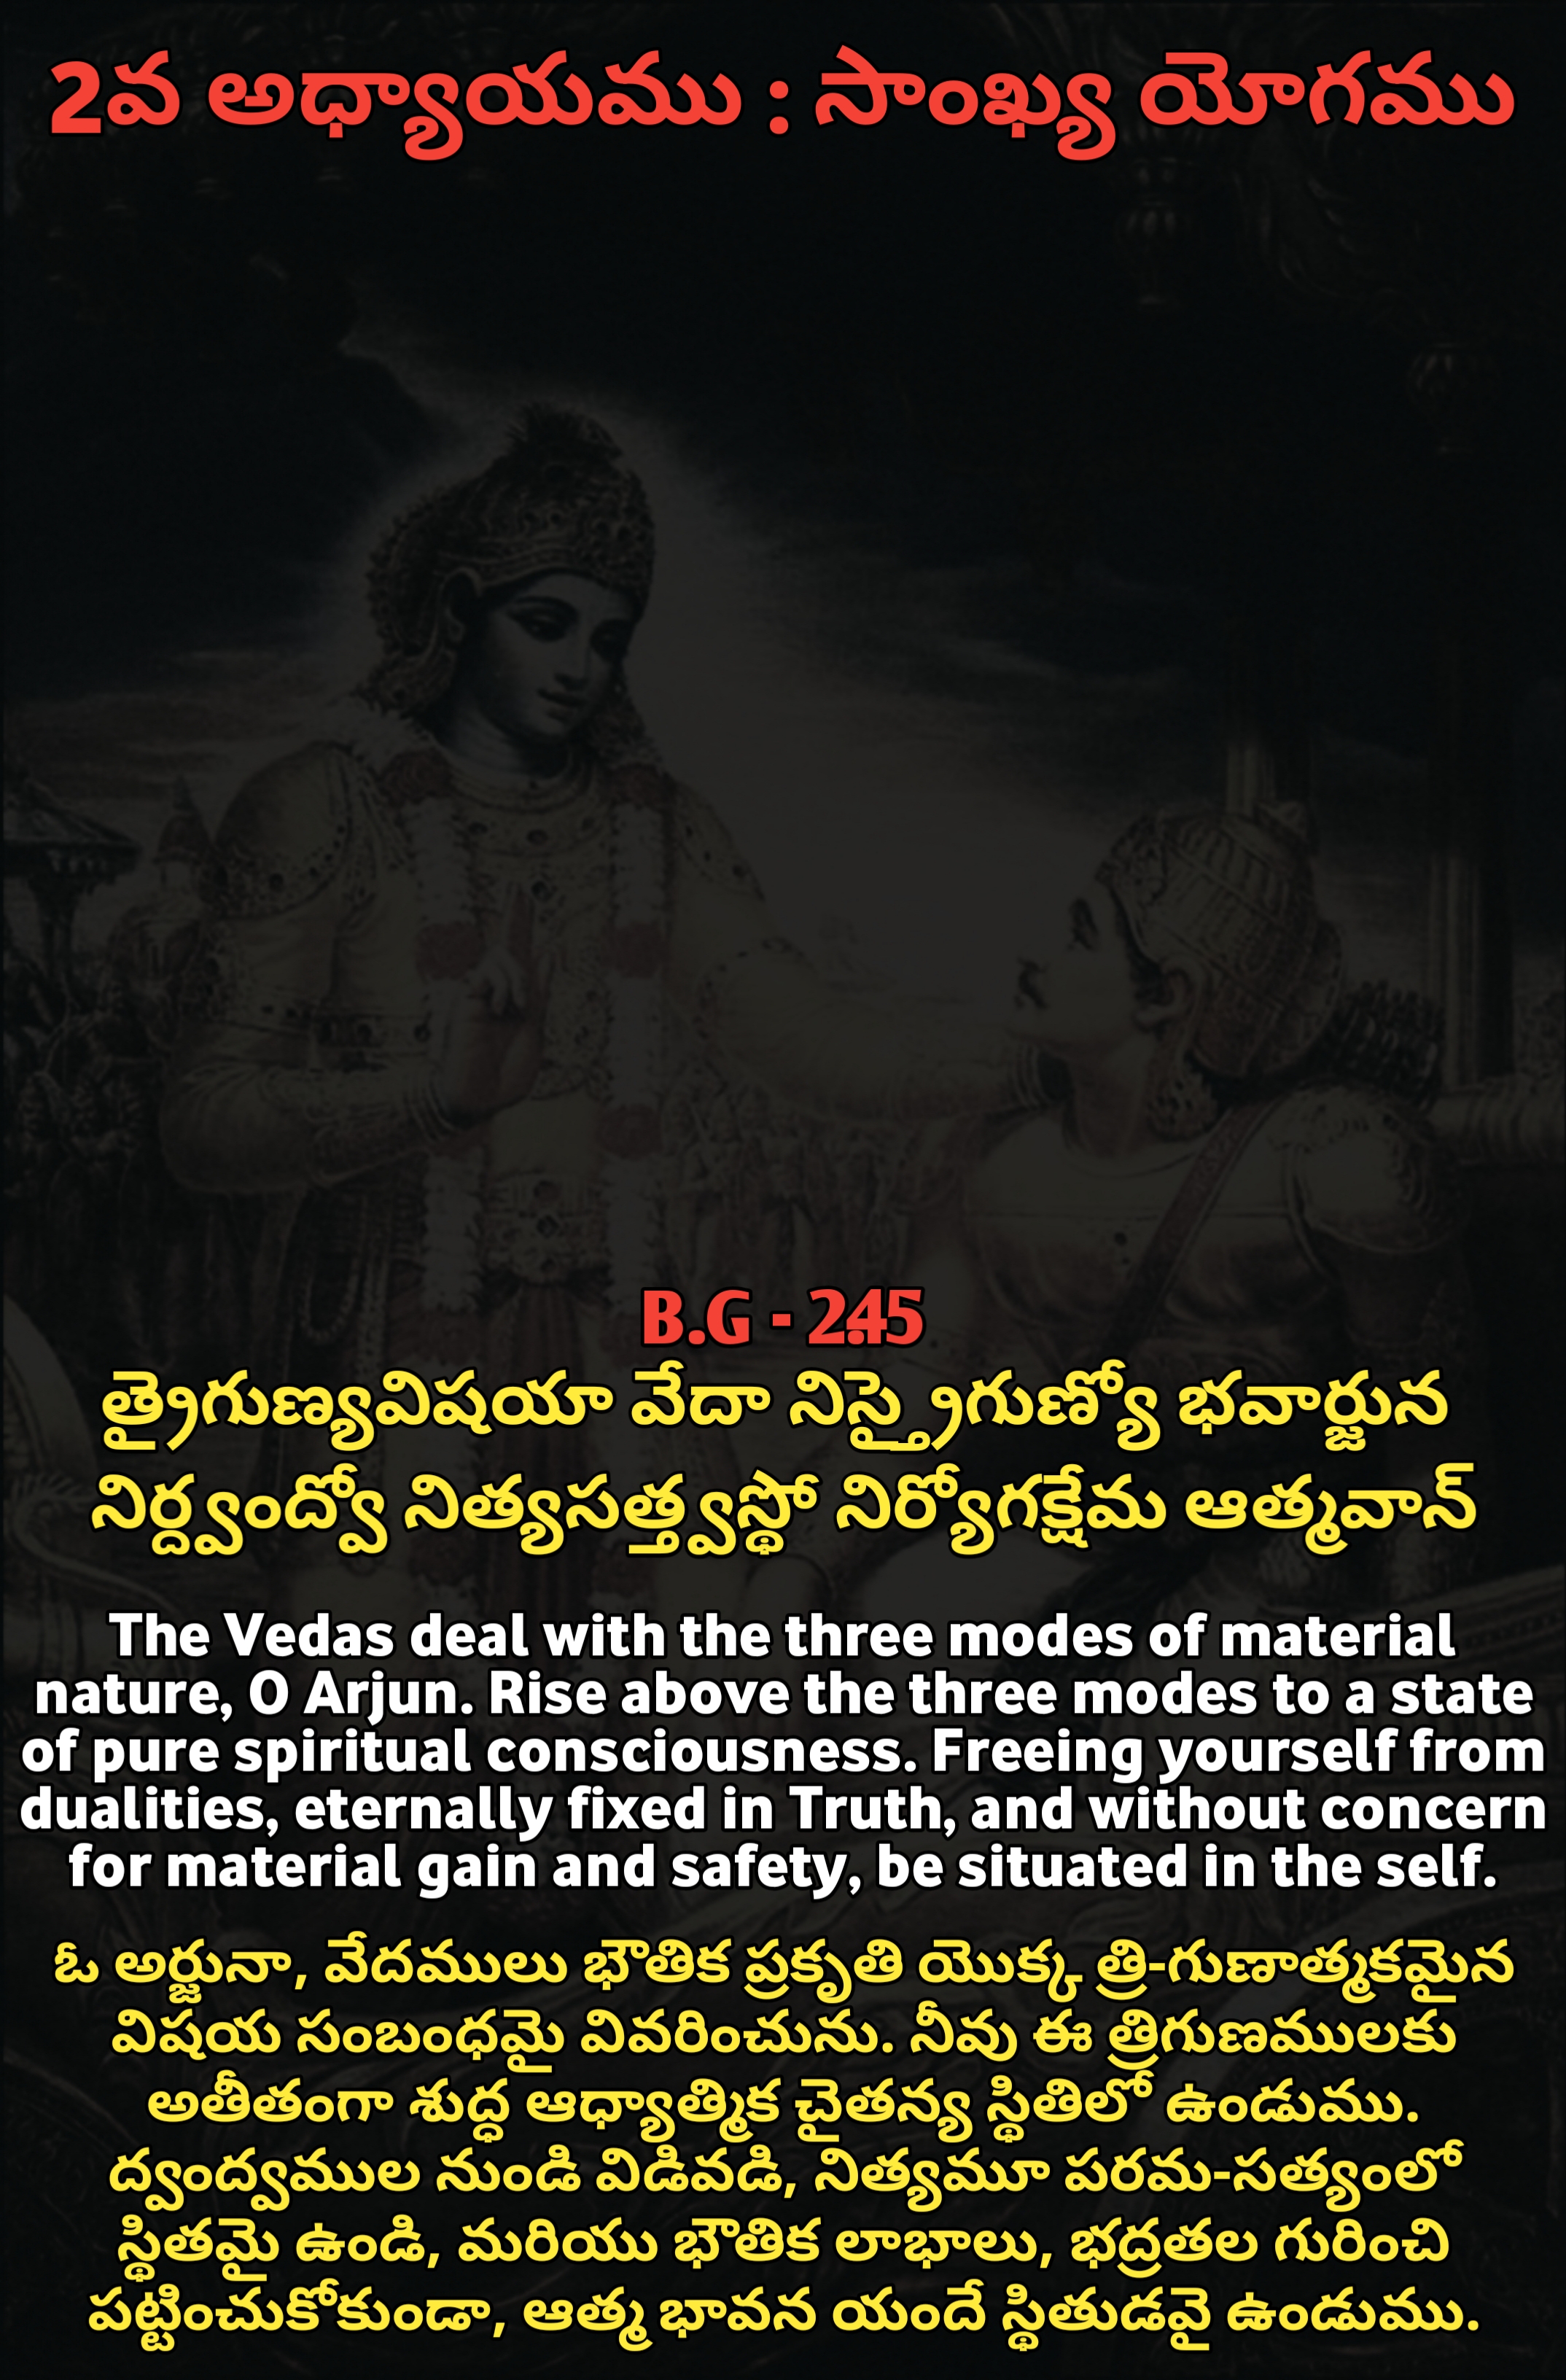 2వ అధ్యాయము : సాంఖ్య యోగము
B.G - 2.45
త్రైగుణ్యవిషయా వేదా నిస్త్రైగుణ్యో భవార్జున
నిర్ద్వంద్వో నిత్యసత్త్వస్థో నిర్యోగక్షేమ ఆత్మవాన్
The Vedas deal with the three modes of material
nature, O Arjun. Rise above the three modes to a state
of pure spiritual consciousness. Freeing yourself from
dualities, eternally fixed in Truth, and without concern
for material gain and safety, be situated in the self.
ఓ అర్జునా, వేదములు భౌతిక ప్రకృతి యొక్క త్రి-గుణాత్మకమైన
విషయ సంబంధమై వివరించును. నీవు ఈ త్రిగుణములకు
అతీతంగా శుద్ధ ఆధ్యాత్మిక చైతన్య స్థితిలో ఉండుము.
ద్వంద్వముల నుండి విడివడి, నిత్యమూ పరమ-సత్యంలో
స్థితమై ఉండి, మరియు భౌతిక లాభాలు, భద్రతల గురించి
పట్టించుకోకుండా, ఆత్మ భావన యందే స్థితుడవై ఉండుము.